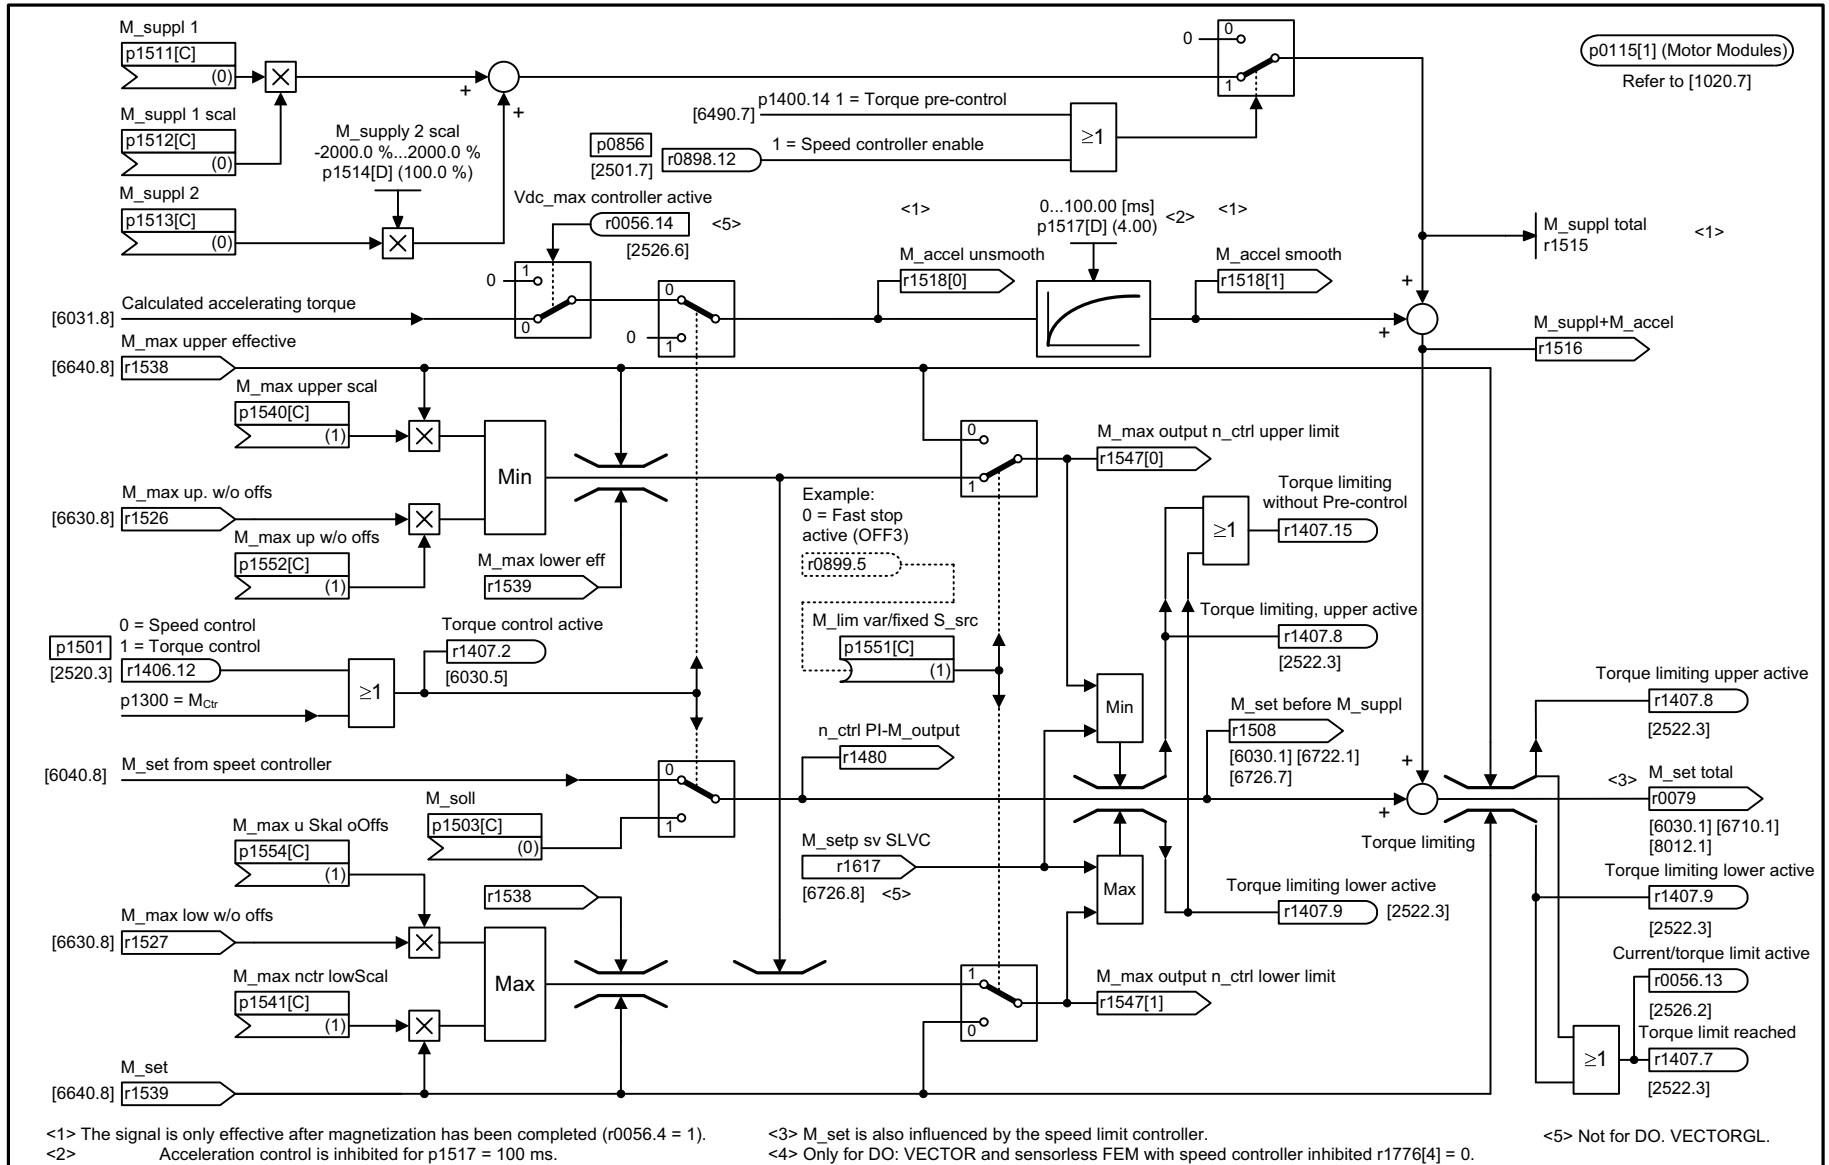 M_suppl 1
p1511[C]
(0)
M_suppl 1 scal
p1512[C]
(0)
M_supply 2 scal
-2000.0 %...2000.0 %
p1514[D] (100.0 %)
M_suppl 2
p1513[C]
(0)
+
+
0
0
1
p0115[1] (Motor Modules)
Refer to [1020.7]
p1400.14 1 = Torque pre-control
[6490.7]
≥1
p0856
[2501.7]
r0898.12
1 = Speed controller enable
Vdc_max controller active
r0056.14
<5>
[2526.6]
<1>
0...100.00 [ms]
p1517[D] (4.00)
<2>
<1>
M_suppl total
r1515
<1>
M_accel unsmooth
r1518[0]
M_accel smooth
r1518[1]
0
1
0
0
0
1
+
+
Calculated accelerating torque
[6031.8]
M_suppl+M_accel
r1516
M_max upper effective
[6640.8]
r1538
M_max upper scal
p1540[C]
(1)
Min
0
1
M_max output n_ctrl upper limit
r1547[0]
M_max up. w/o offs
[6630.8]
r1526
M_max up w/o offs
p1552[C]
(1)
M_max lower eff
r1539
Example:
0 = Fast stop
active (OFF3)
r0899.5
Torque limiting
without Pre-control
≥1
r1407.15
0 = Speed control
1 = Torque control
p1501
[2520.3]
r1406.12
p1300 = MCtr
≥1
Torque control active
r1407.2
[6030.5]
M_lim var/fixed S_src
p1551[C]
(1)
Torque limiting, upper active
r1407.8
[2522.3]
Min
M_set before M_suppl
r1508
[6030.1] [6722.1]
[6726.7]
Torque limiting upper active
r1407.8
[2522.3]
n_ctrl PI-M_output
r1480
M_set from speet controller
[6040.8]
0
1
M_soll
p1503[C]
(0)
+
+
<3>
M_set total
r0079
[6030.1] [6710.1]
[8012.1]
Torque limiting
M_max u Skal oOffs
p1554[C]
(1)
M_setp sv SLVC
r1617
[6726.8]
<5>
Max
Torque limiting lower active
r1407.9
[2522.3]
Torque limiting lower active
r1407.9
[2522.3]
r1538
M_max low w/o offs
[6630.8]
r1527
Max
M_max nctr lowScal
p1541[C]
(1)
1
0
M_max output n_ctrl lower limit
r1547[1]
Current/torque limit active
r0056.13
[2526.2]
≥1
Torque limit reached
r1407.7
[2522.3]
M_set
[6640.8]
r1539
<1> The signal is only effective after magnetization has been completed (r0056.4 = 1).
<2> Acceleration control is inhibited for p1517 = 100 ms.
<3> M_set is also influenced by the speed limit controller.
<4> Only for DO: VECTOR and sensorless FEM with speed controller inhibited r1776[4] = 0.
<5> Not for DO. VECTORGL.